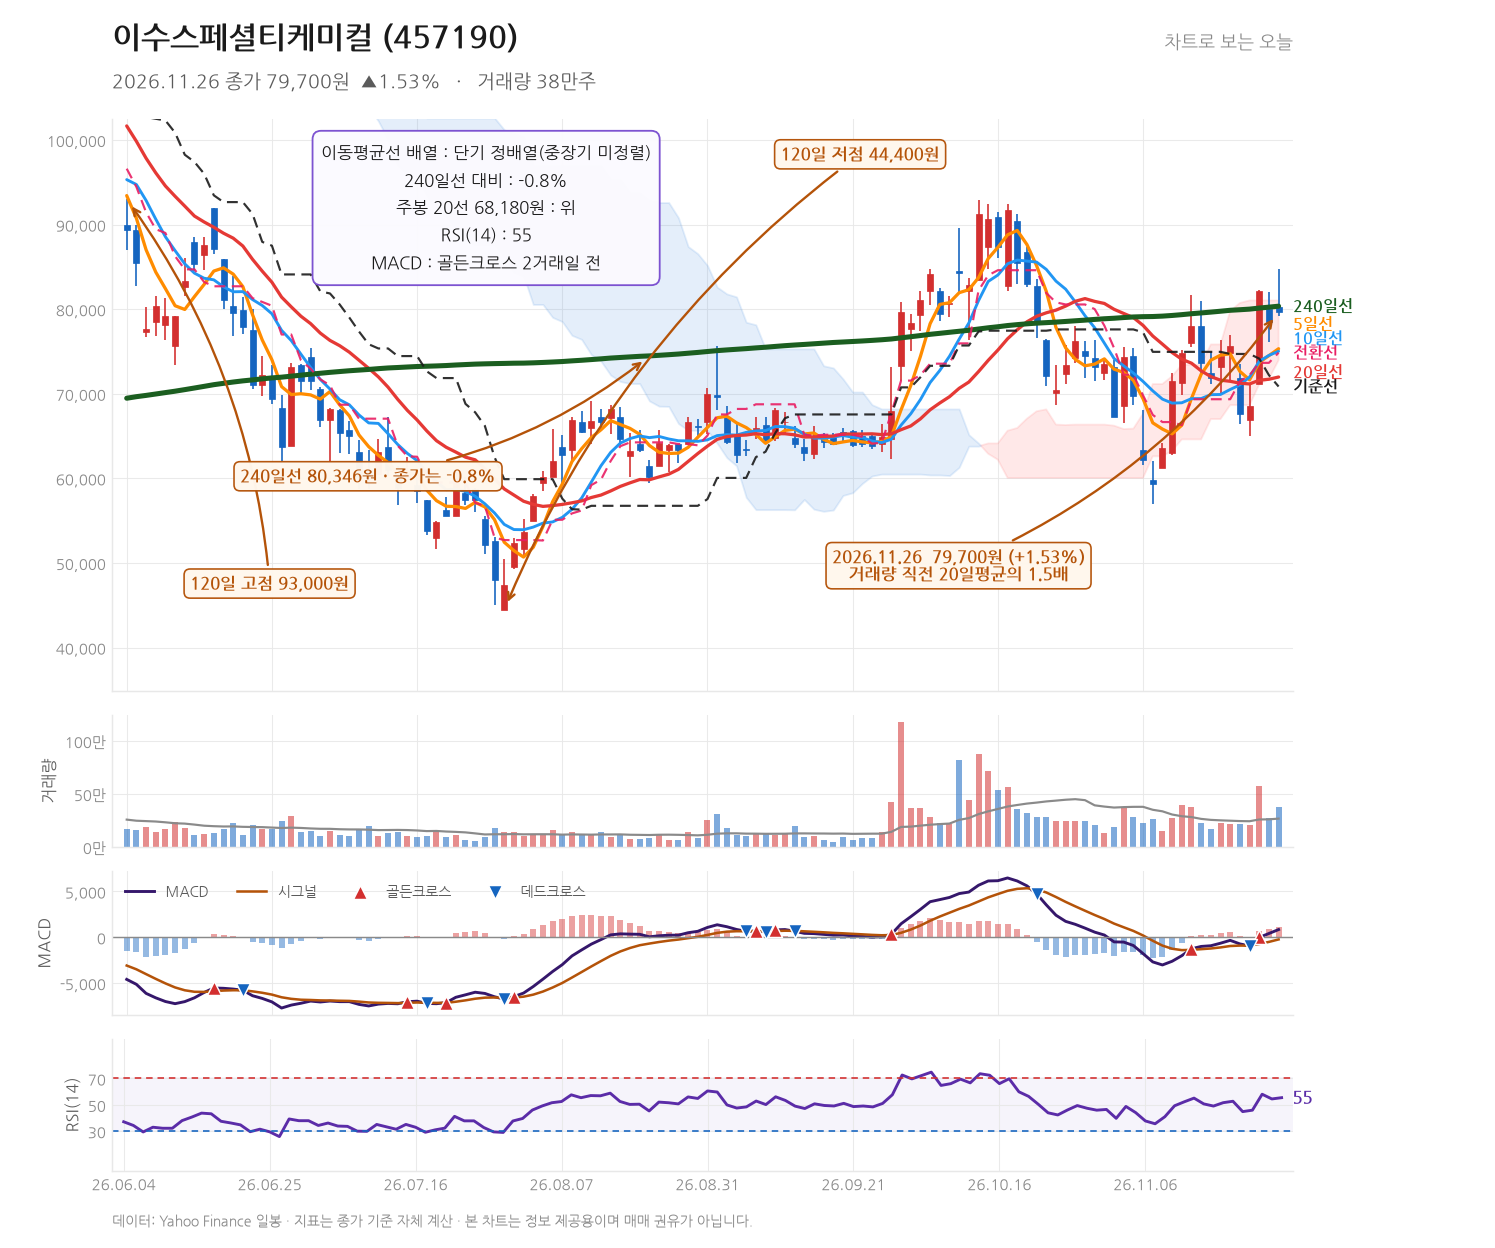 이수스페셜티케미컬 (457190)
차트로 보는 오늘
2026.11.26 종가 79,700원 ▲1.53% · 거래량 38만주
100,000
90,000
80,000
70,000
60,000
50,000
40,000
이동평균선 배열 : 단기 정배열(중장기 미정렬)
240일선 대비 : -0.8%
주봉 20선 68,180원 : 위
RSI(14) : 55
MACD : 골든크로스 2거래일 전
120일 저점 44,400원
240일선 80,346원 · 종가는 -0.8%
120일 고점 93,000원
2026.11.26 79,700원 (+1.53%)
거래량 직전 20일평균의 1.5배
240일선
5일선
10일선
전환선
20일선
기준선
거래량
100만
50만
0만
MACD
5,000
0
-5,000
MACD
시그널
골든크로스
데드크로스
RSI(14)
70
50
30
55
26.06.04
26.06.25
26.07.16
26.08.07
26.08.31
26.09.21
26.10.16
26.11.06
데이터: Yahoo Finance 일봉 · 지표는 종가 기준 자체 계산 · 본 차트는 정보 제공용이며 매매 권유가 아닙니다.